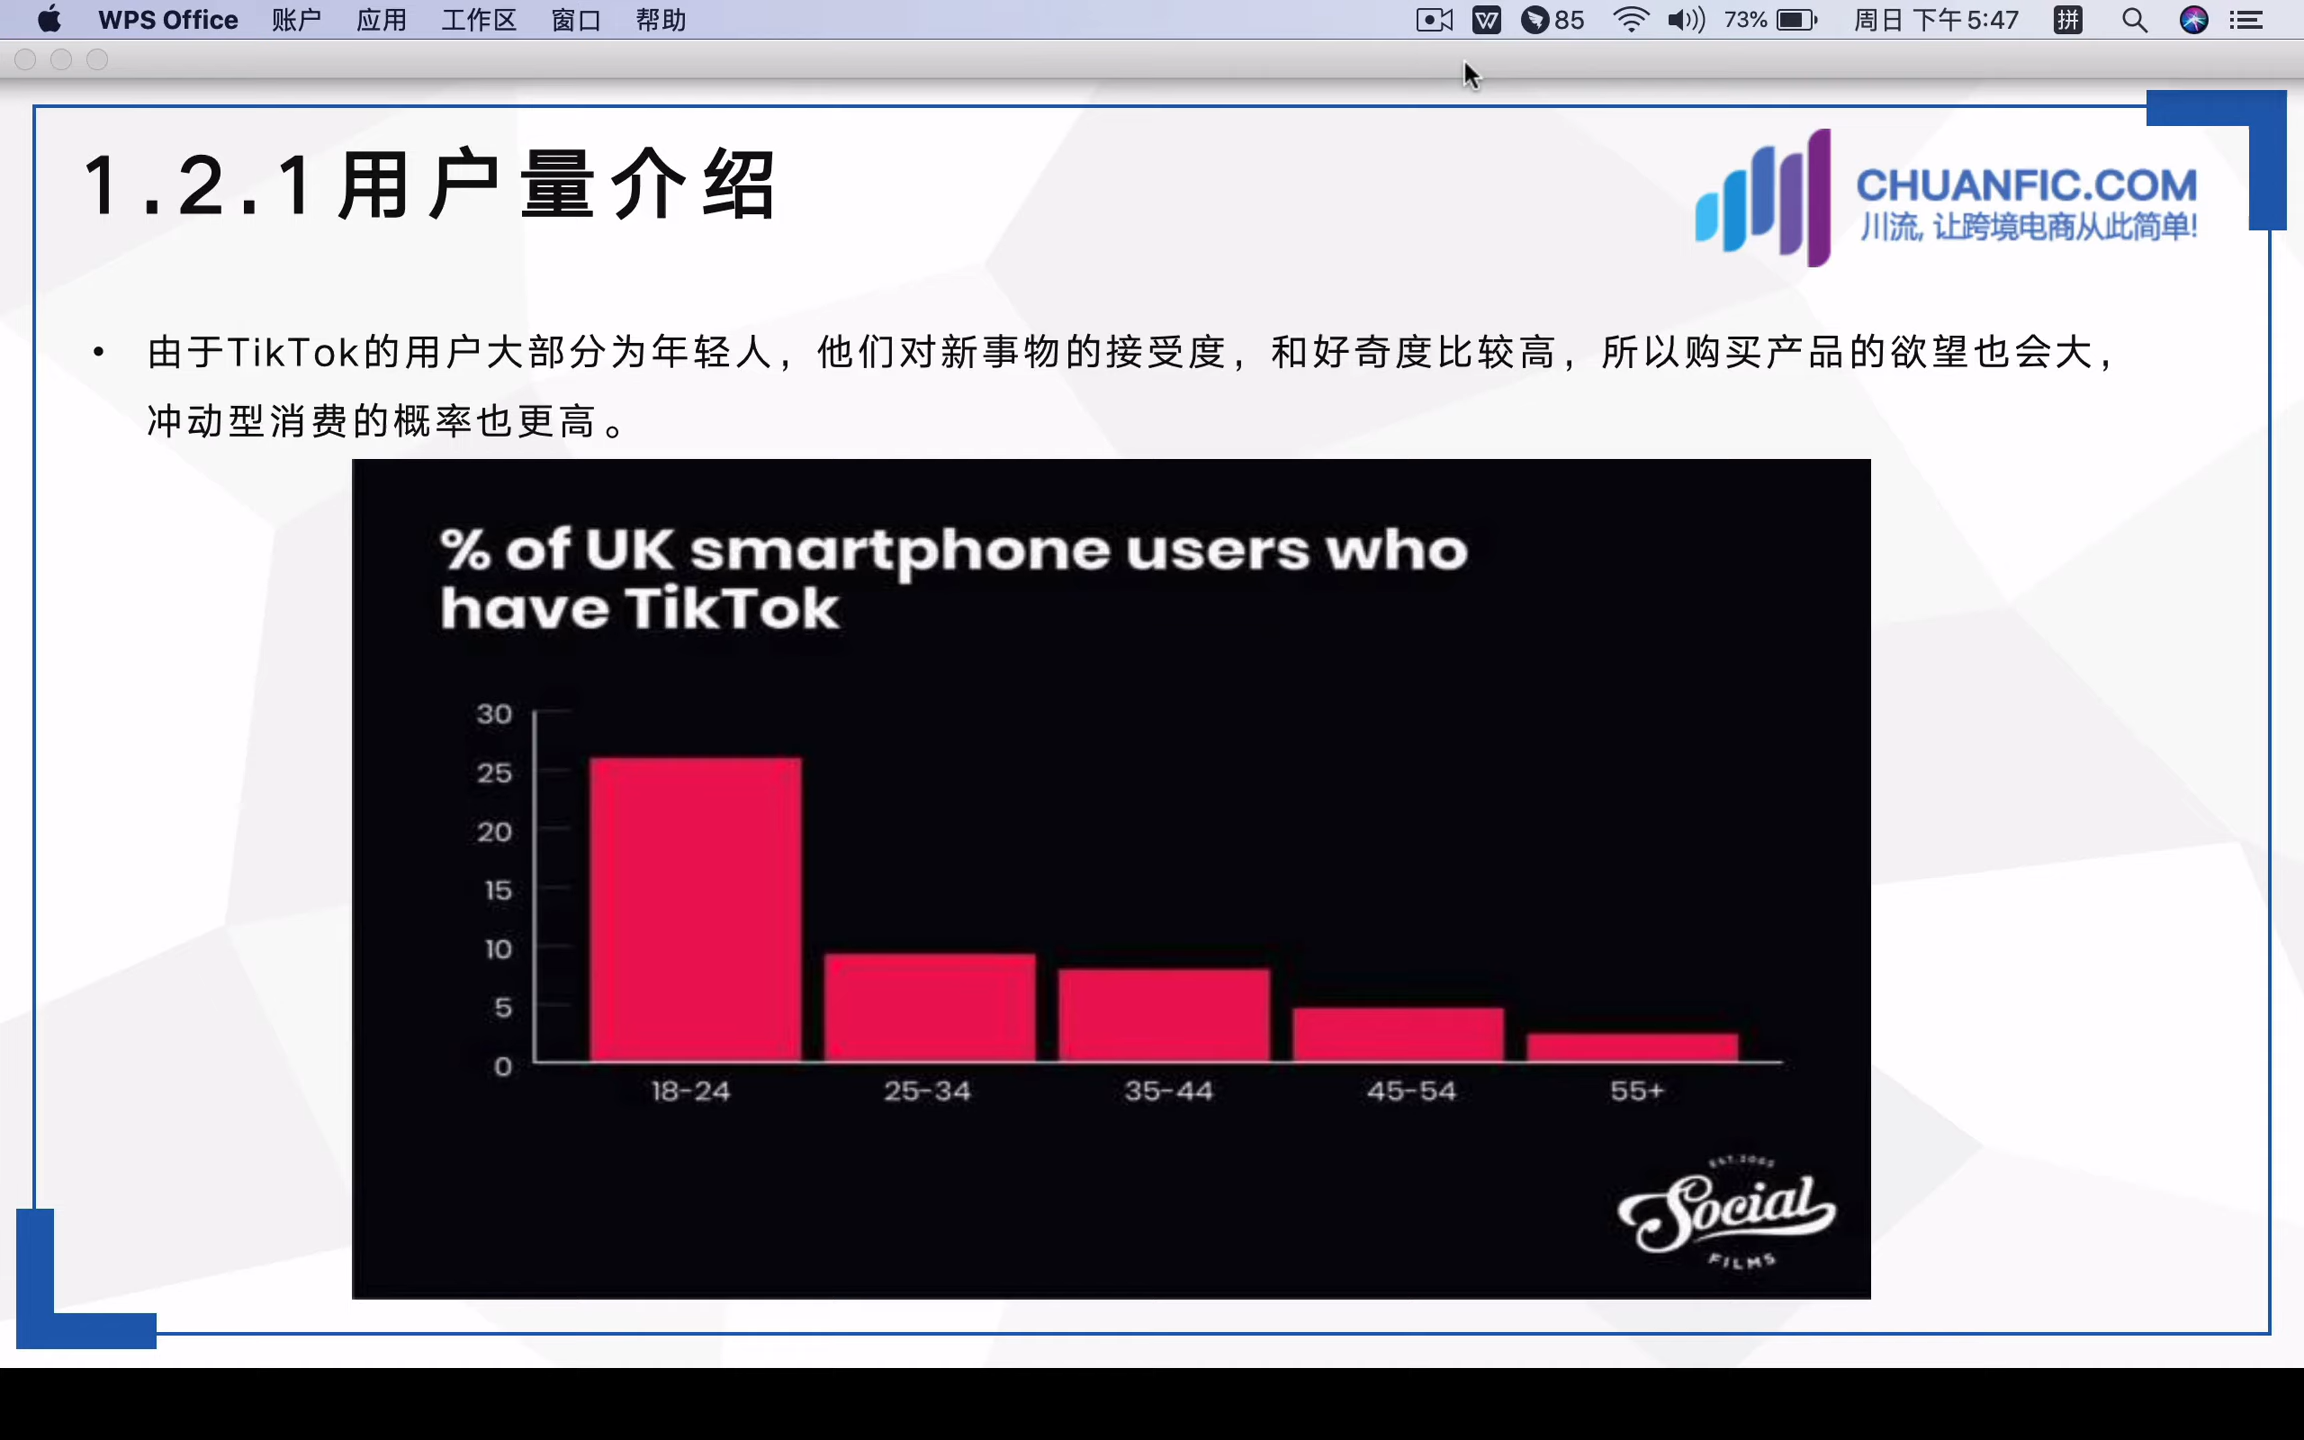 WPS Office 账户 应用 工作区 窗口 帮助 85 73% 周日 下午5:47 拼
1.2.1用户量介绍
CHUANFIC.COM
川流, 让跨境电商从此简单!
• 由于TikTok的用户大部分为年轻人，他们对新事物的接受度，和好奇度比较高，所以购买产品的欲望也会大，
冲动型消费的概率也更高。
% of UK smartphone users who
have TikTok
30
25
20
15
10
5
0
18-24 25-34 35-44 45-54 55+
Social
FILMS